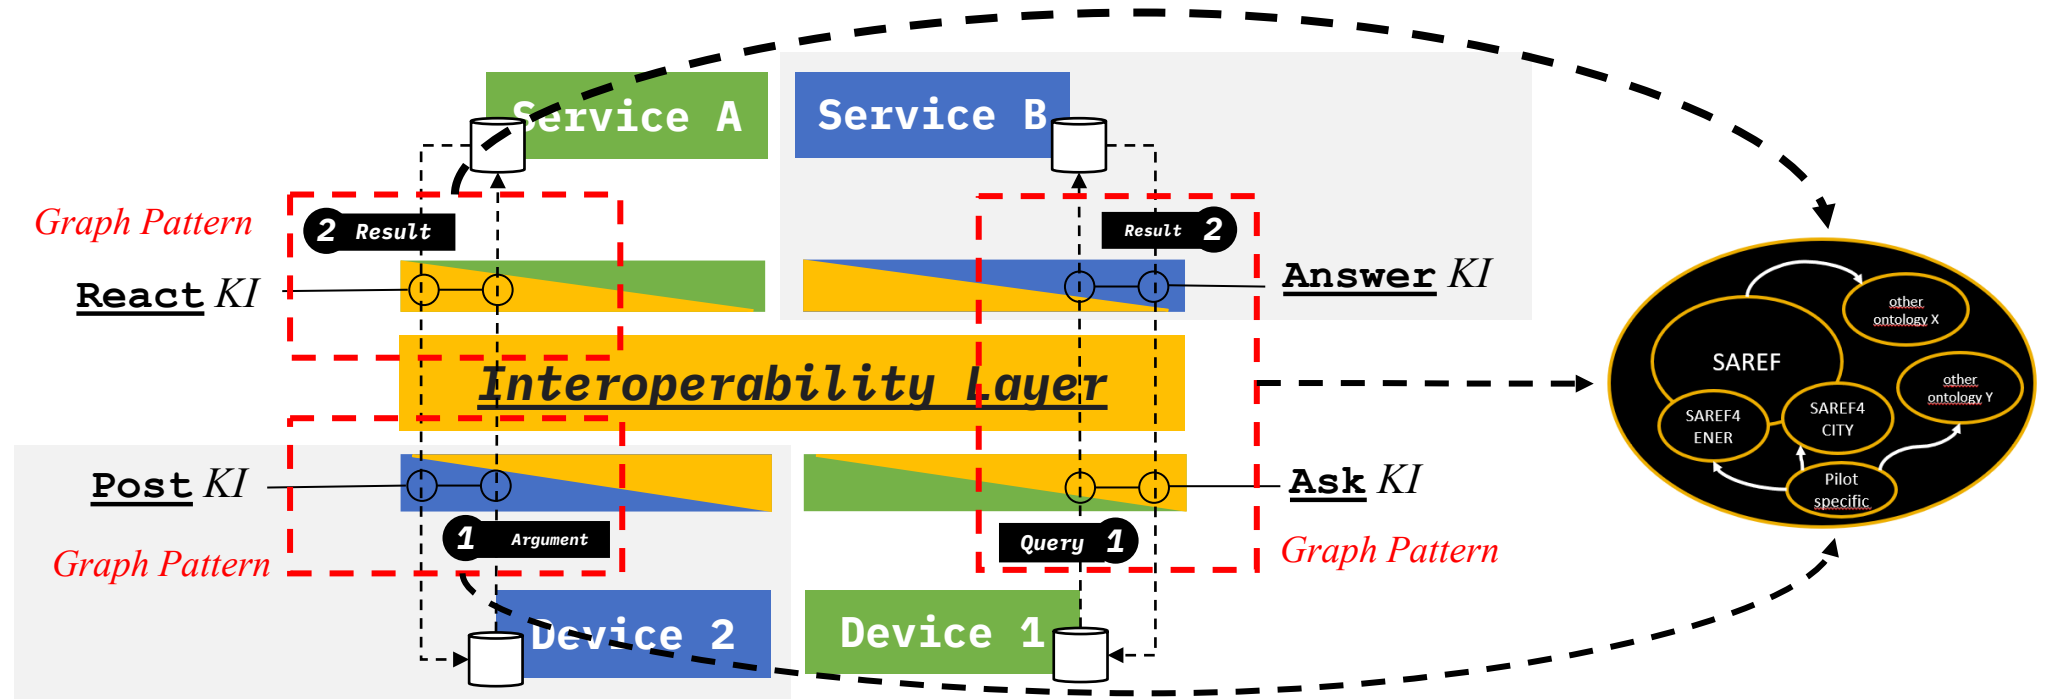 Service A
Service B
Graph Pattern
2 Result
Result 2
React KI
Answer KI
Interoperability Layer
Post KI
Ask KI
1 Argument
Query 1
Graph Pattern
Graph Pattern
Device 2
Device 1
other
ontology X
SAREF
other
ontology Y
SAREF4
ENER
SAREF4
CITY
Pilot
specific